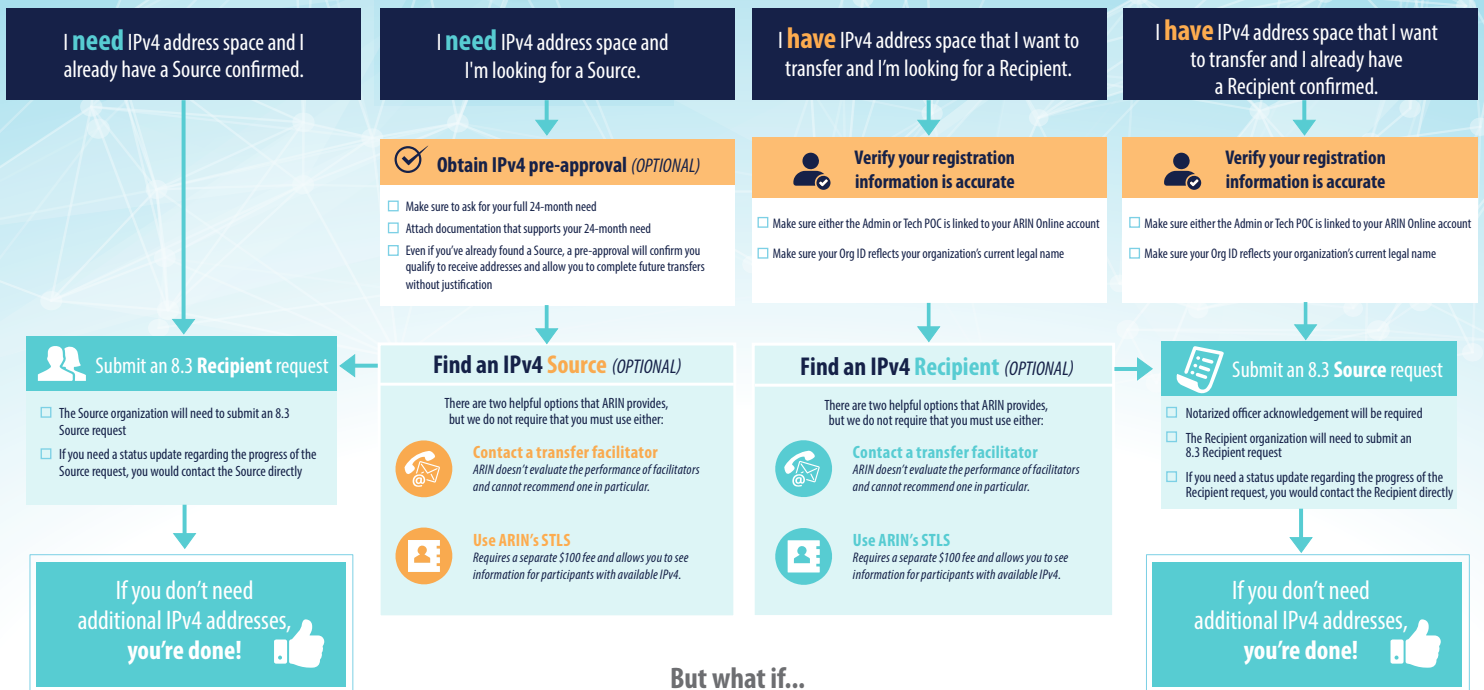 I need IPv4 address space and I
already have a Source confirmed.
I need IPv4 address space and
I'm looking for a Source.
I have IPv4 address space that I want to
transfer and I’m looking for a Recipient.
I have IPv4 address space that I want
to transfer and I already have
a Recipient confirmed.
Obtain IPv4 pre-approval (OPTIONAL)
Make sure to ask for your full 24-month need
Attach documentation that supports your 24-month need
Even if you’ve already found a Source, a pre-approval will confirm you
qualify to receive addresses and allow you to complete future transfers
without justification
Verify your registration
information is accurate
Make sure either the Admin or Tech POC is linked to your ARIN Online account
Make sure your Org ID reflects your organization’s current legal name
Verify your registration
information is accurate
Make sure either the Admin or Tech POC is linked to your ARIN Online account
Make sure your Org ID reflects your organization’s current legal name
Submit an 8.3 Recipient request
The Source organization will need to submit an 8.3
Source request
If you need a status update regarding the progress of the
Source request, you would contact the Source directly
Find an IPv4 Source (OPTIONAL)
There are two helpful options that ARIN provides,
but we do not require that you must use either:
Contact a transfer facilitator
ARIN doesn’t evaluate the performance of facilitators
and cannot recommend one in particular.
Use ARIN’s STLS
Requires a separate $100 fee and allows you to see
information for participants with available IPv4.
Find an IPv4 Recipient (OPTIONAL)
There are two helpful options that ARIN provides,
but we do not require that you must use either:
Contact a transfer facilitator
ARIN doesn’t evaluate the performance of facilitators
and cannot recommend one in particular.
Use ARIN’s STLS
Requires a separate $100 fee and allows you to see
information for participants with available IPv4.
Submit an 8.3 Source request
Notarized officer acknowledgement will be required
The Recipient organization will need to submit an
8.3 Recipient request
If you need a status update regarding the progress of the
Recipient request, you would contact the Recipient directly
If you don’t need
additional IPv4 addresses,
you’re done!
If you don’t need
additional IPv4 addresses,
you’re done!
But what if...